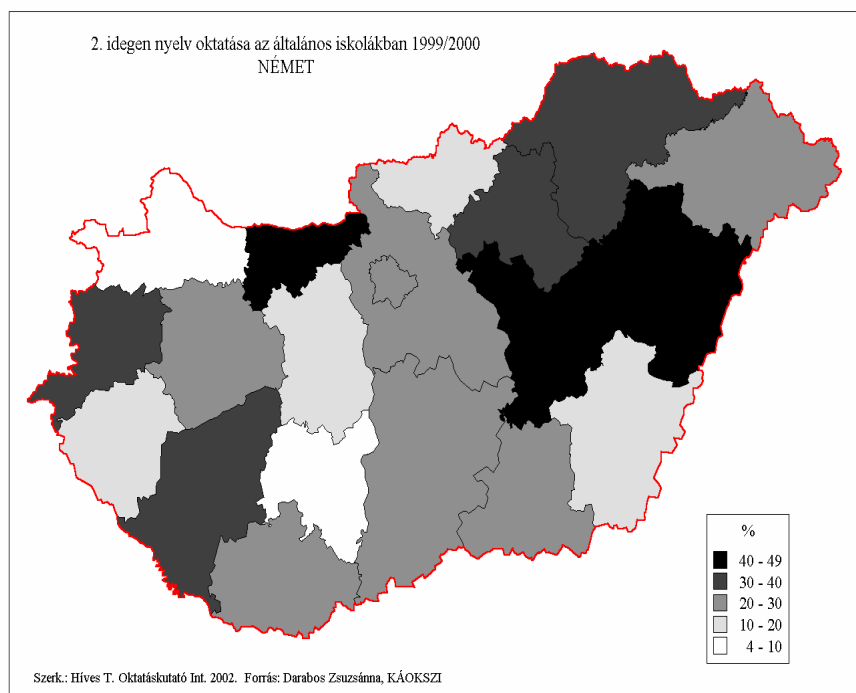 2. idegen nyelv oktatása az általános iskolákban 1999/2000
NÉMET
%
40 - 49
30 - 40
20 - 30
10 - 20
4 - 10
Szerk.: Híves T. Oktatáskutató Int. 2002. Forrás: Darabos Zsuzsánna, KÁOKSZI